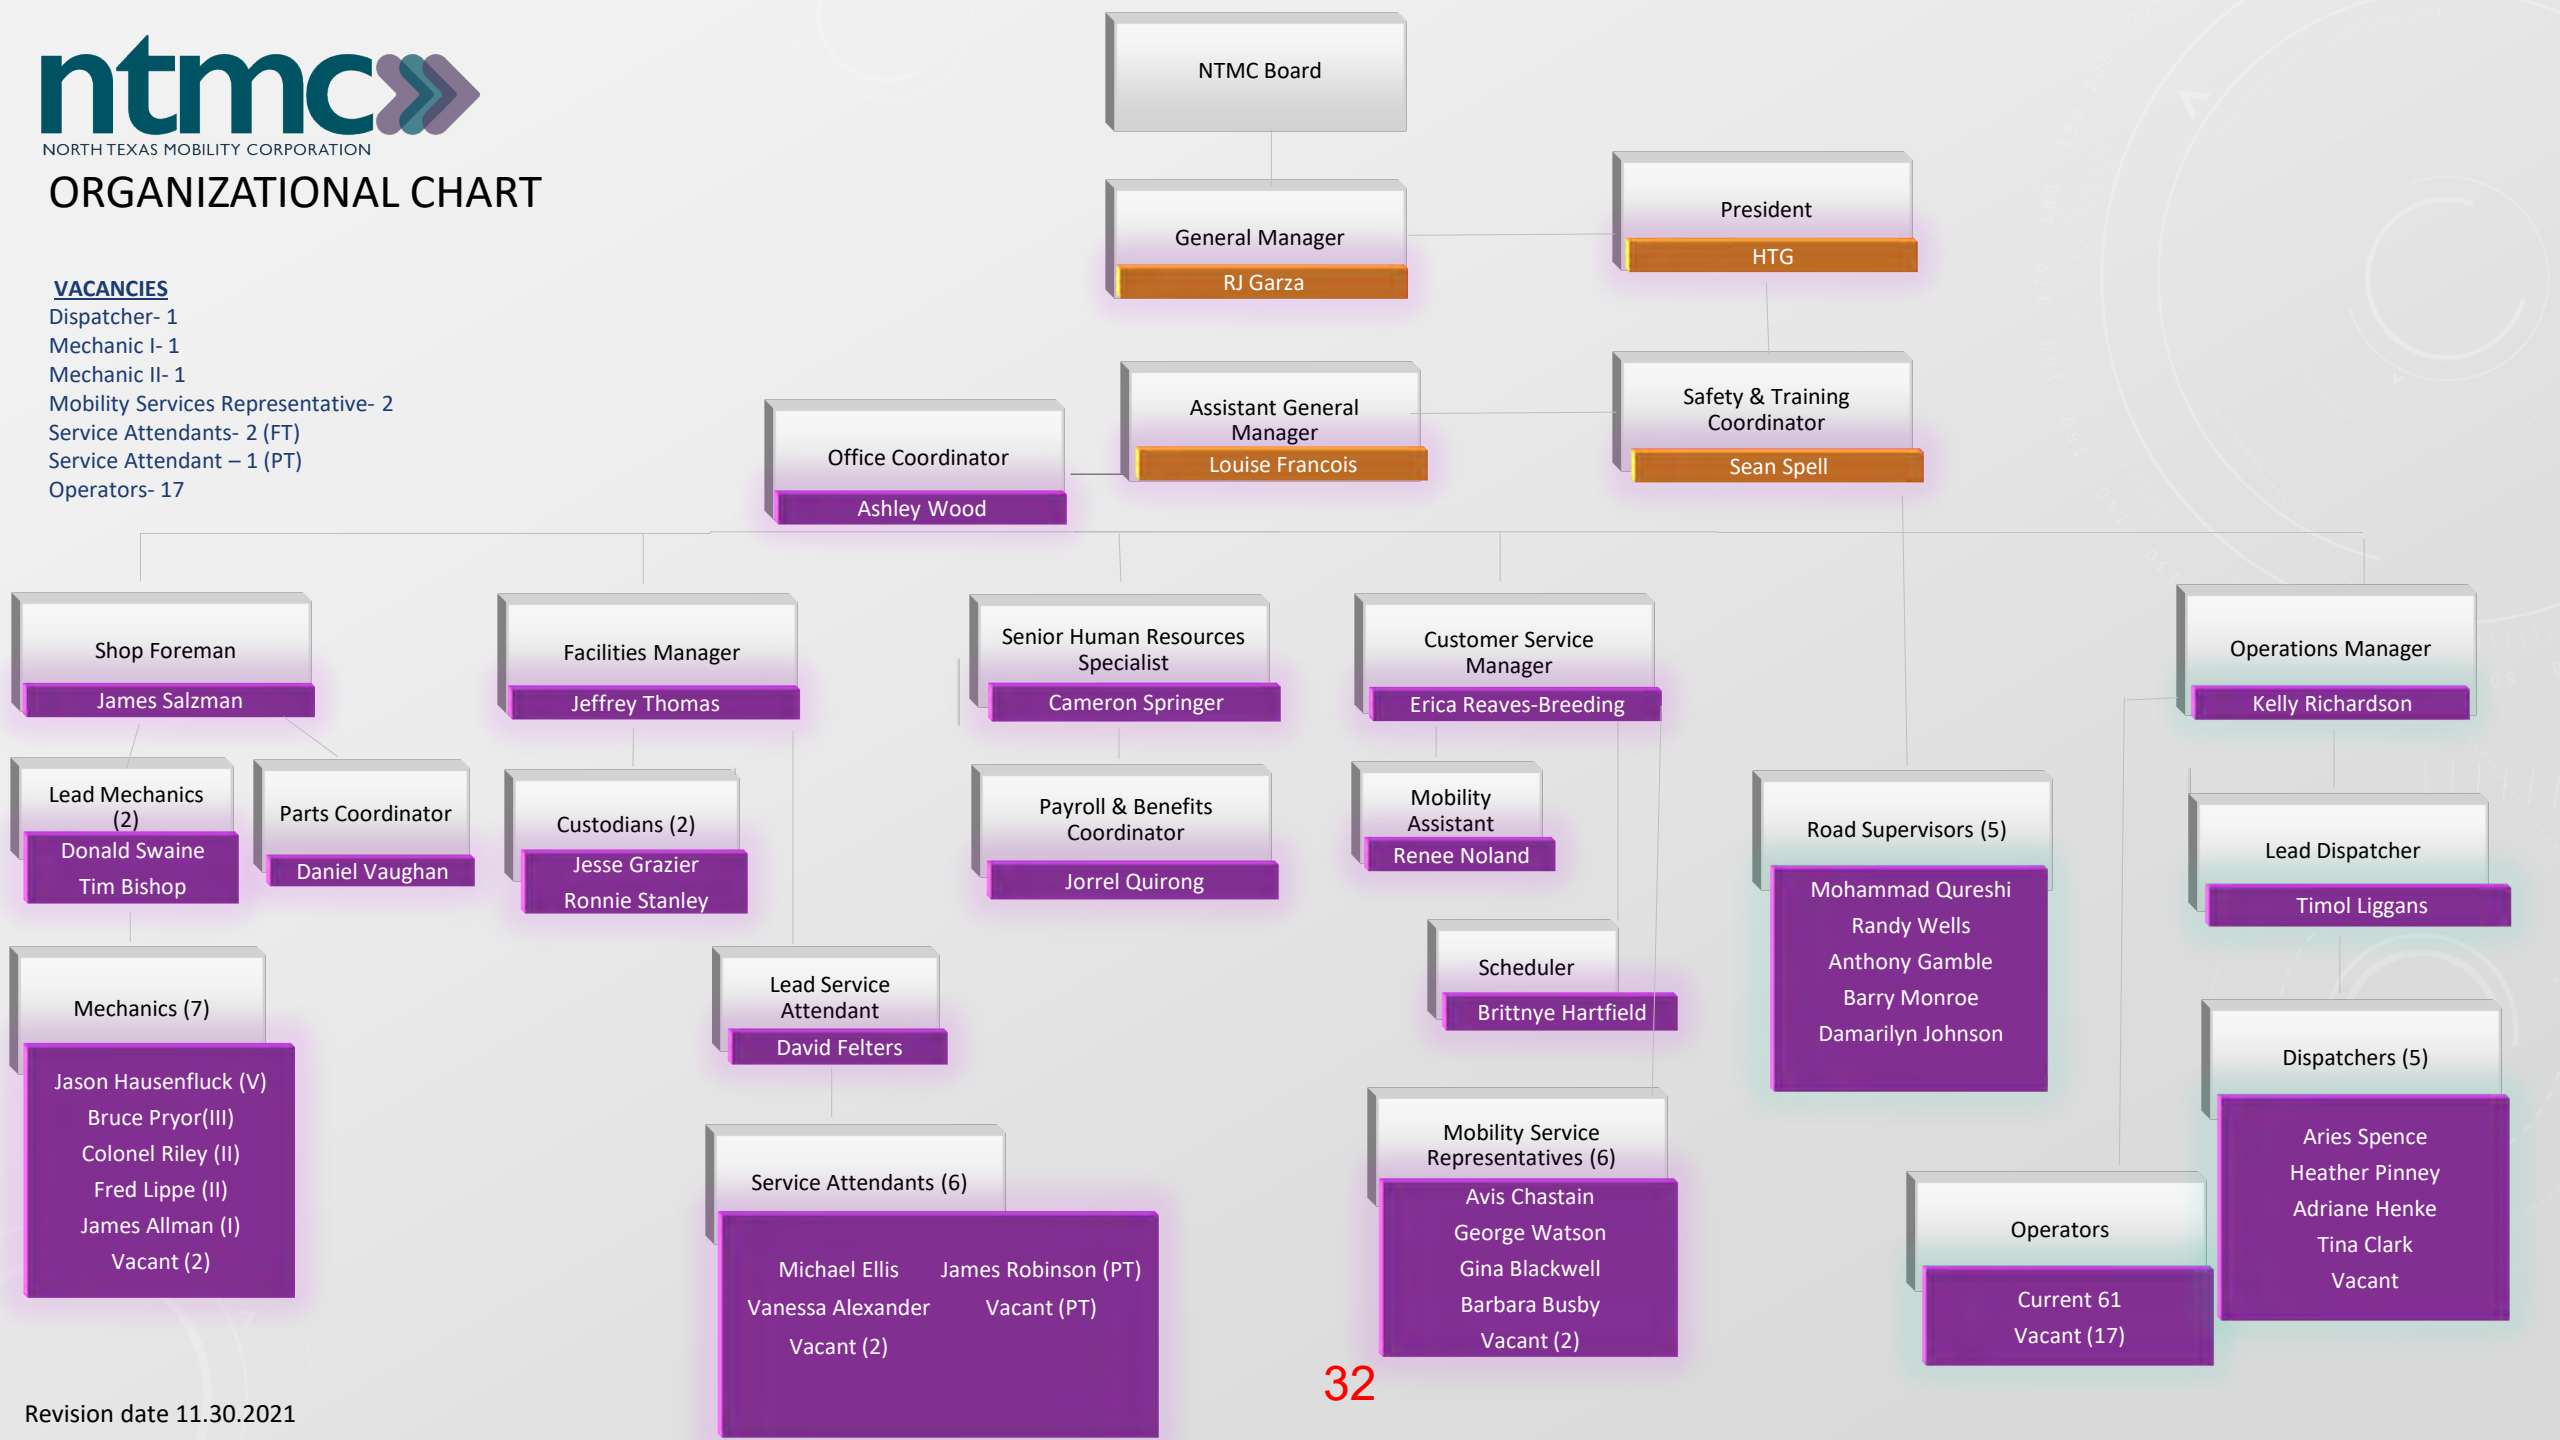 ntmc
NORTH TEXAS MOBILITY CORPORATION
ORGANIZATIONAL CHART
VACANCIES
Dispatcher- 1
Mechanic I- 1
Mechanic II- 1
Mobility Services Representative- 2
Service Attendants- 2 (FT)
Service Attendant – 1 (PT)
Operators- 17
NTMC Board
General Manager
RJ Garza
President
HTG
Assistant General
Manager
Louise Francois
Safety & Training
Coordinator
Sean Spell
Office Coordinator
Ashley Wood
Shop Foreman
James Salzman
Lead Mechanics
(2)
Donald Swaine
Tim Bishop
Parts Coordinator
Daniel Vaughan
Mechanics (7)
Jason Hausenfluck (V)
Bruce Pryor(III)
Colonel Riley (II)
Fred Lippe (II)
James Allman (I)
Vacant (2)
Facilities Manager
Jeffrey Thomas
Custodians (2)
Jesse Grazier
Ronnie Stanley
Lead Service
Attendant
David Felters
Service Attendants (6)
Michael Ellis
Vanessa Alexander
Vacant (2)
James Robinson (PT)
Vacant (PT)
Senior Human Resources
Specialist
Cameron Springer
Payroll & Benefits
Coordinator
Jorrel Quirong
Customer Service
Manager
Erica Reaves-Breeding
Mobility
Assistant
Renee Noland
Scheduler
Brittnye Hartfield
Mobility Service
Representatives (6)
Avis Chastain
George Watson
Gina Blackwell
Barbara Busby
Vacant (2)
Road Supervisors (5)
Mohammad Qureshi
Randy Wells
Anthony Gamble
Barry Monroe
Damarilyn Johnson
Operations Manager
Kelly Richardson
Lead Dispatcher
Timol Liggans
Dispatchers (5)
Aries Spence
Heather Pinney
Adriane Henke
Tina Clark
Vacant
Operators
Current 61
Vacant (17)
32
Revision date 11.30.2021